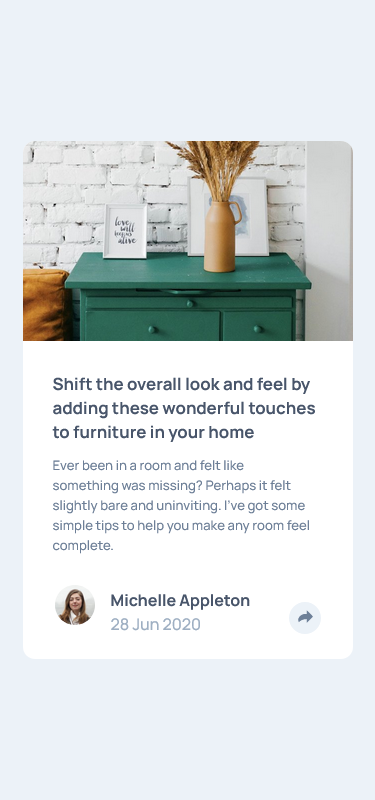 love
will
keep us
alive
Shift the overall look and feel by
adding these wonderful touches
to furniture in your home
Ever been in a room and felt like
something was missing? Perhaps it felt
slightly bare and uninviting. I've got some
simple tips to help you make any room feel
complete.
Michelle Appleton
28 Jun 2020